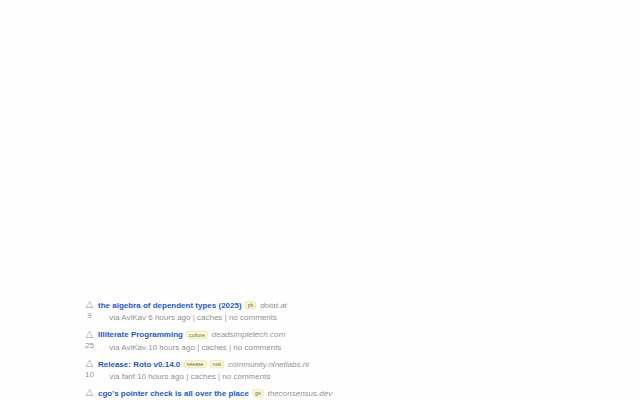 the algebra of dependent types (2025) plt doiat.at
9 via AviKav 6 hours ago | caches | no comments
Illiterate Programming culture deadsimpletech.com
25 via AviKav 10 hours ago | caches | no comments
Release: Roto v0.14.0 release rust community.nlnetlabs.nl
10 via fanf 10 hours ago | caches | no comments
cgo's pointer check is all over the place go theconsensus.dev